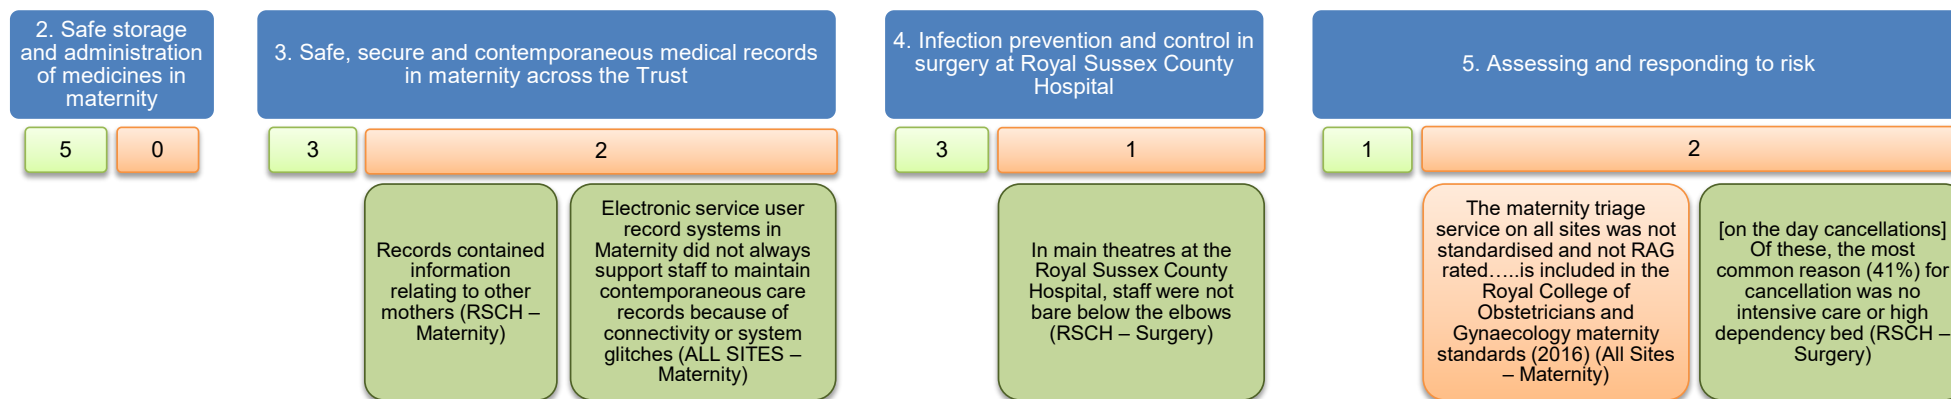 2. Safe storage
and administration
of medicines in
maternity
5
0
3. Safe, secure and contemporaneous medical records
in maternity across the Trust
3
2
Records contained
information
relating to other
mothers (RSCH –
Maternity)
Electronic service user
record systems in
Maternity did not always
support staff to maintain
contemporaneous care
records because of
connectivity or system
glitches (ALL SITES –
Maternity)
4. Infection prevention and control in
surgery at Royal Sussex County
Hospital
3
1
In main theatres at the
Royal Sussex County
Hospital, staff were not
bare below the elbows
(RSCH – Surgery)
5. Assessing and responding to risk
1
2
The maternity triage
service on all sites was not
standardised and not RAG
rated…..is included in the
Royal College of
Obstetricians and
Gynaecology maternity
standards (2016) (All Sites
– Maternity)
[on the day cancellations]
Of these, the most
common reason (41%) for
cancellation was no
intensive care or high
dependency bed (RSCH –
Surgery)